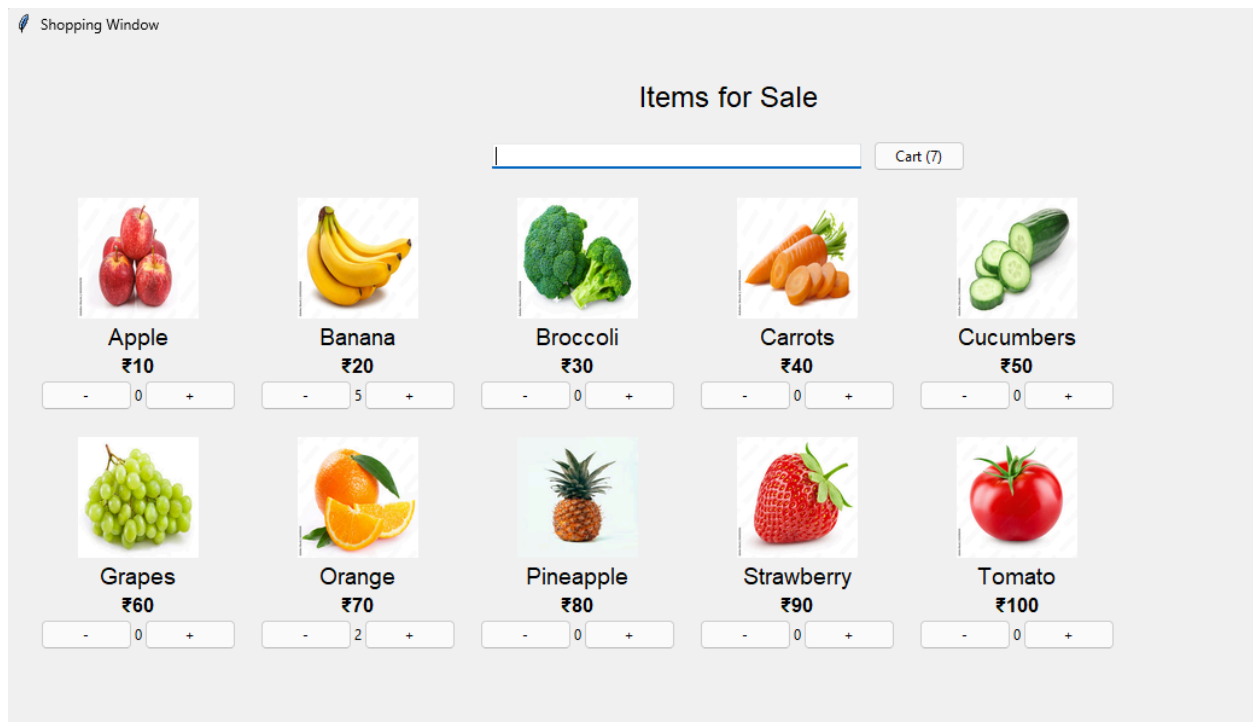 Shopping Window
Items for Sale
Cart (7)
Apple Banana Broccoli Carrots Cucumbers
₹10 ₹20 ₹30 ₹40 ₹50
- 0 + - 5 + - 0 + - 0 + - 0 +
Grapes Orange Pineapple Strawberry Tomato
₹60 ₹70 ₹80 ₹90 ₹100
- 0 + - 2 + - 0 + - 0 + - 0 +